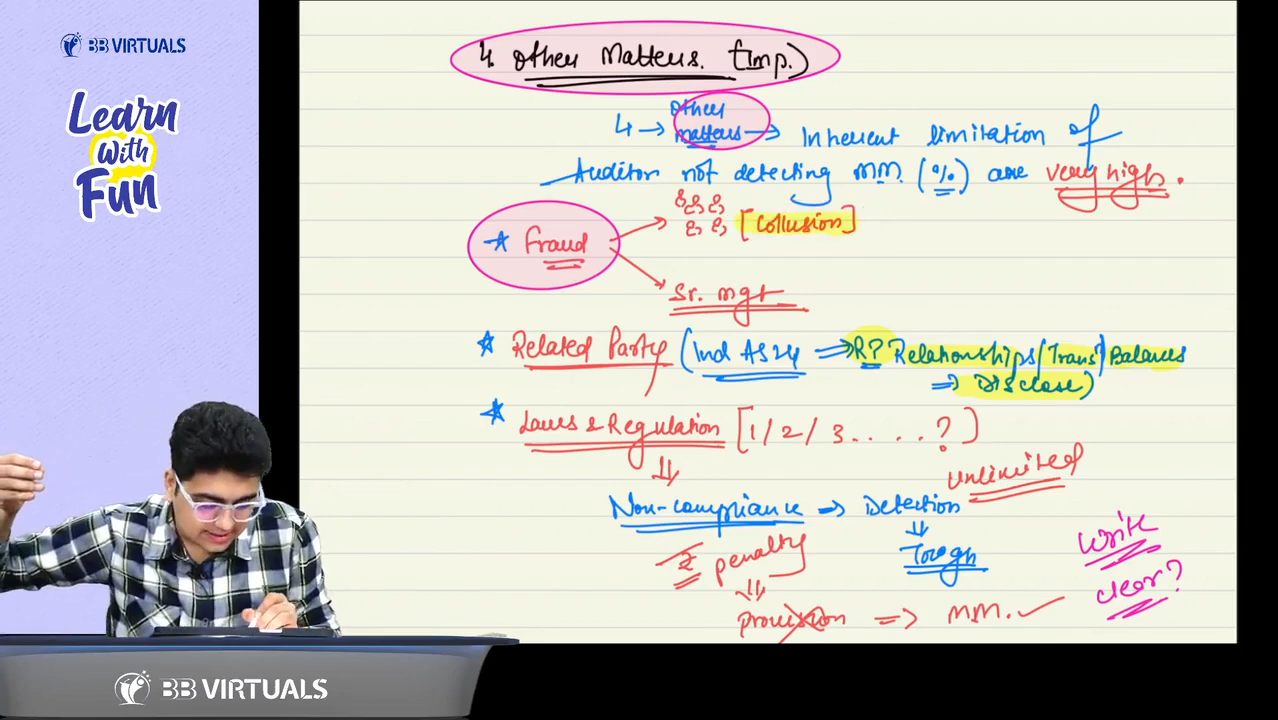 BB VIRTUALS
Learn
with
Fun
4. Other Matters. (Imp.)
4 → Other matters → Inherent limitation of
Auditor not detecting MM. (%) are very high.
★ Fraud → [Collusion]
→ Sr. mgt
★ Related Party (Ind AS 24 ⇒ RP Relationships/Transⁿ/Balances
⇒ Disclose)
★ Laws & Regulation [1/2/3.....?]
⇓ Unlimited
Non-compliance → Detection
⇓
₹ penalty Tough
⇓
provision ⇒ MM. ✓
Write
clear?
BB VIRTUALS